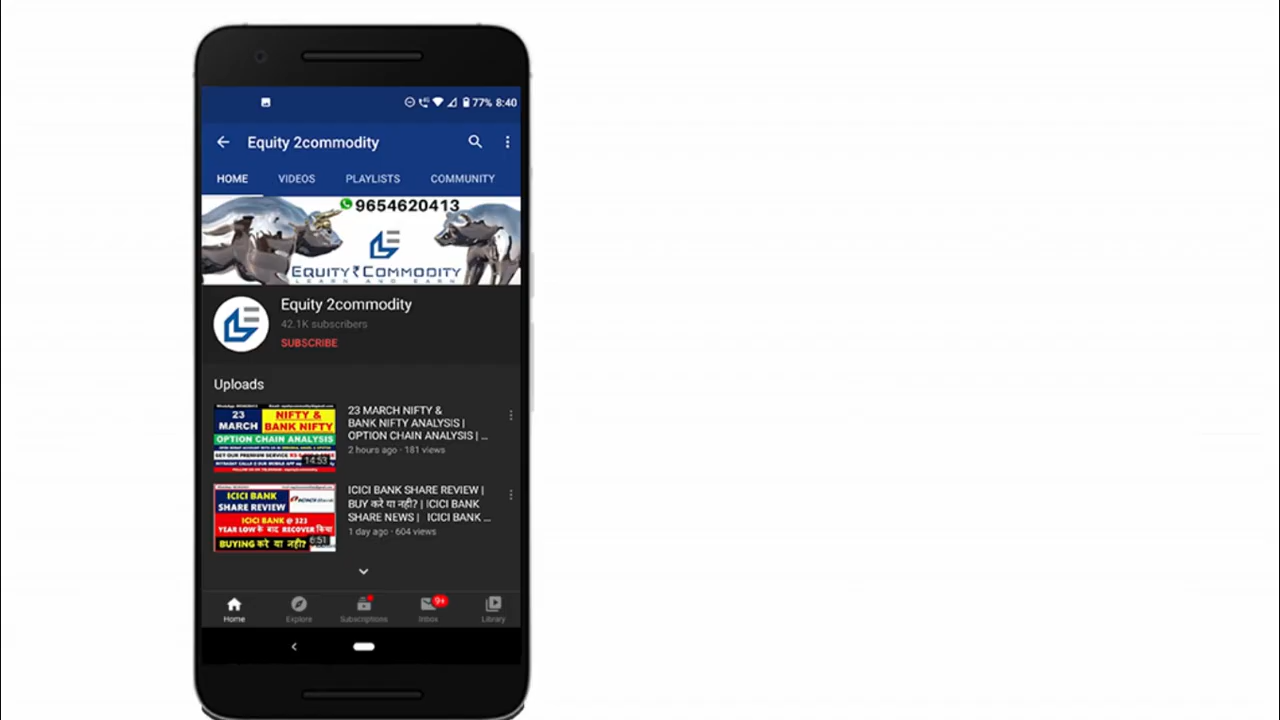 77% 8:40
Equity 2commodity
HOME VIDEOS PLAYLISTS COMMUNITY
9654620413
EQUITY₹COMMODITY
LEARN AND EARN
Equity 2commodity
42.1K subscribers
SUBSCRIBE
Uploads
23 MARCH
NIFTY & BANK NIFTY
OPTION CHAIN ANALYSIS
14:53
23 MARCH NIFTY &
BANK NIFTY ANALYSIS |
OPTION CHAIN ANALYSIS | ...
2 hours ago · 181 views
ICICI BANK
SHARE REVIEW
ICICI BANK @ 323
YEAR LOW के बाद RECOVER किया
BUYING करे या नही?
6:51
ICICI BANK SHARE REVIEW |
BUY करे या नही? | ICICI BANK
SHARE NEWS | ICICI BANK ...
1 day ago · 604 views
9+
Home Explore Subscriptions Inbox Library